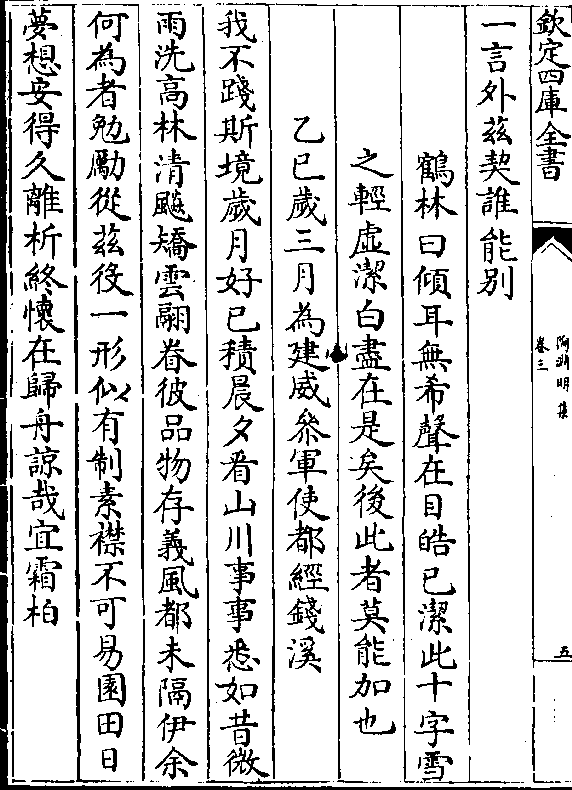 欽定四庫全書
陶淵明集
卷三
五
一言外茲契誰能别
鶴林曰傾耳無希聲在目皓已潔此十字雪
之輕虛潔白盡在是矣後此者莫能加也
乙巳歲三月為建威叅軍使都經錢溪
我不踐斯境歲月好已積晨夕看山川事事悉如昔微
雨洗高林清飈矯雲翮眷彼品物存義風都未隔伊余
何為者勉勵從茲役一形似有制素襟不可易園田日
夢想安得久離析終懷在歸舟諒哉宜霜柏